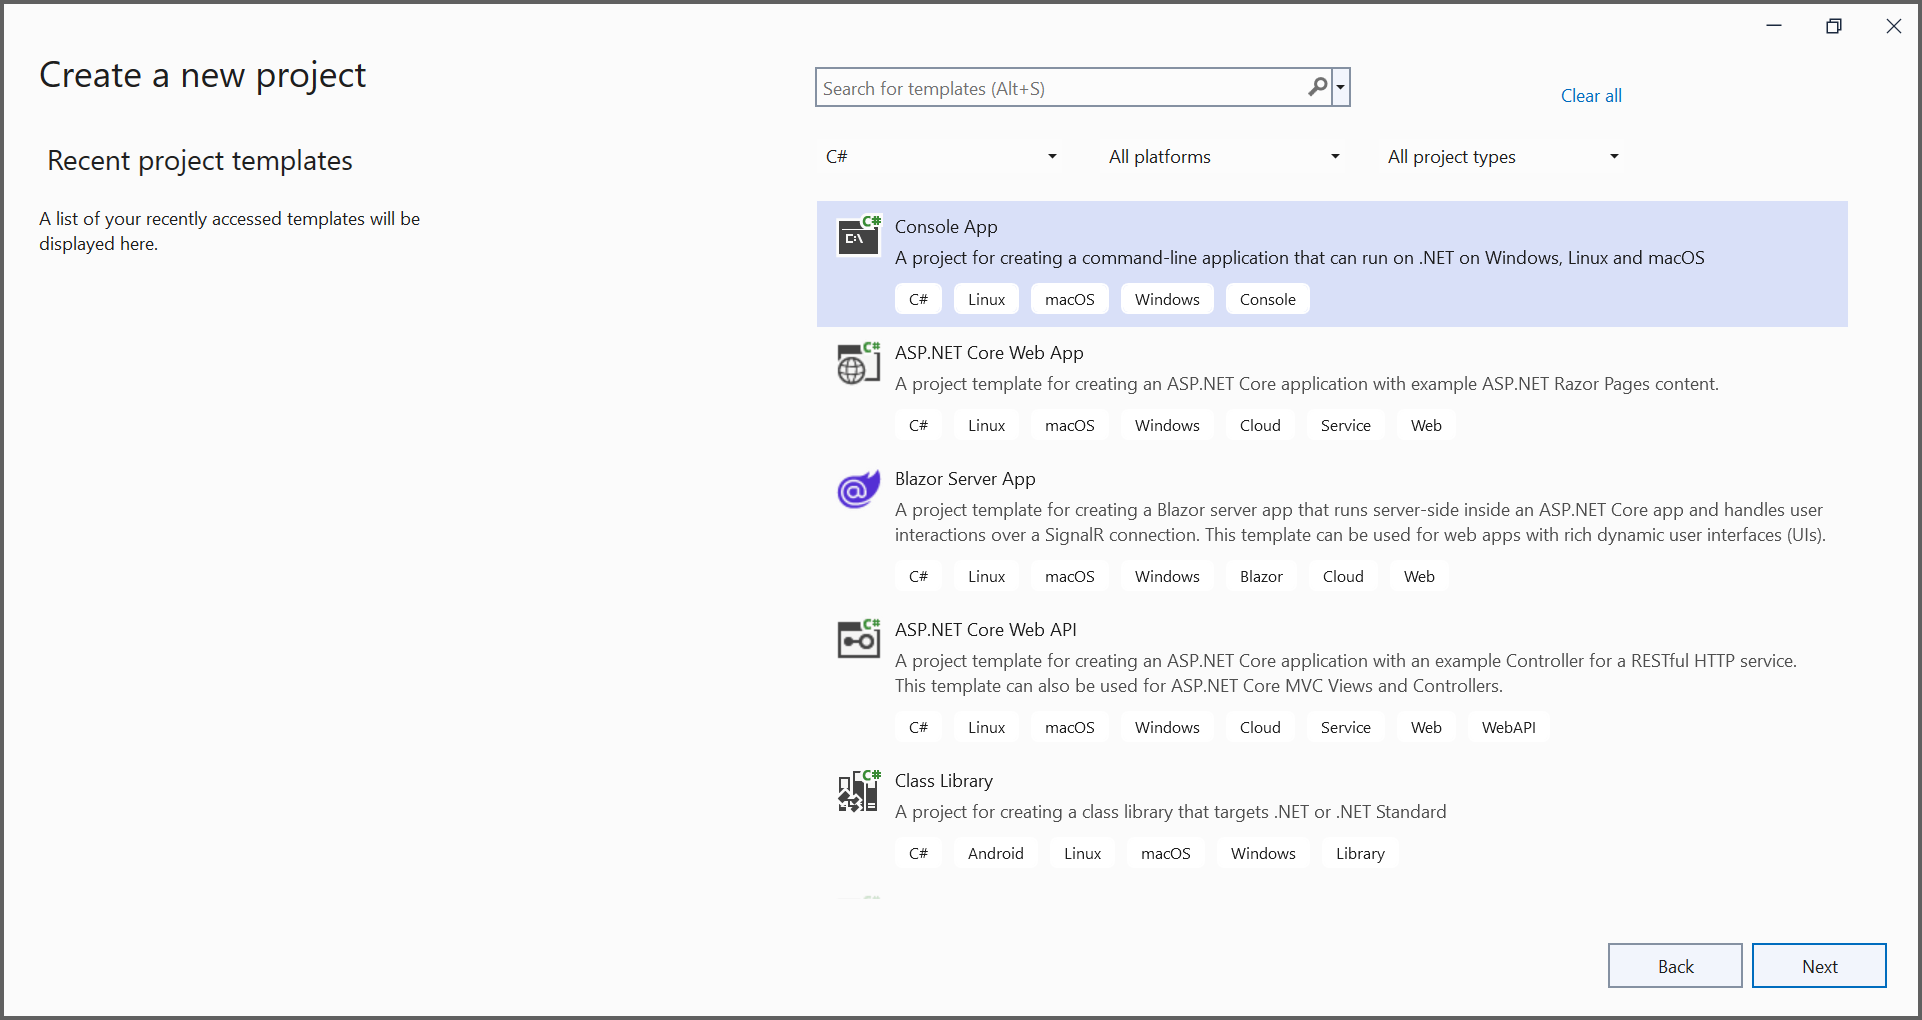 Create a new project
Search for templates (Alt+S)
Clear all
Recent project templates
C# All platforms All project types
A list of your recently accessed templates will be
displayed here.
C#
C:\
Console App
A project for creating a command-line application that can run on .NET on Windows, Linux and macOS
C# Linux macOS Windows Console
C#
ASP.NET Core Web App
A project template for creating an ASP.NET Core application with example ASP.NET Razor Pages content.
C# Linux macOS Windows Cloud Service Web
@
Blazor Server App
A project template for creating a Blazor server app that runs server-side inside an ASP.NET Core app and handles user
interactions over a SignalR connection. This template can be used for web apps with rich dynamic user interfaces (UIs).
C# Linux macOS Windows Blazor Cloud Web
C#
ASP.NET Core Web API
A project template for creating an ASP.NET Core application with an example Controller for a RESTful HTTP service.
This template can also be used for ASP.NET Core MVC Views and Controllers.
C# Linux macOS Windows Cloud Service Web WebAPI
C#
Class Library
A project for creating a class library that targets .NET or .NET Standard
C# Android Linux macOS Windows Library
Back Next